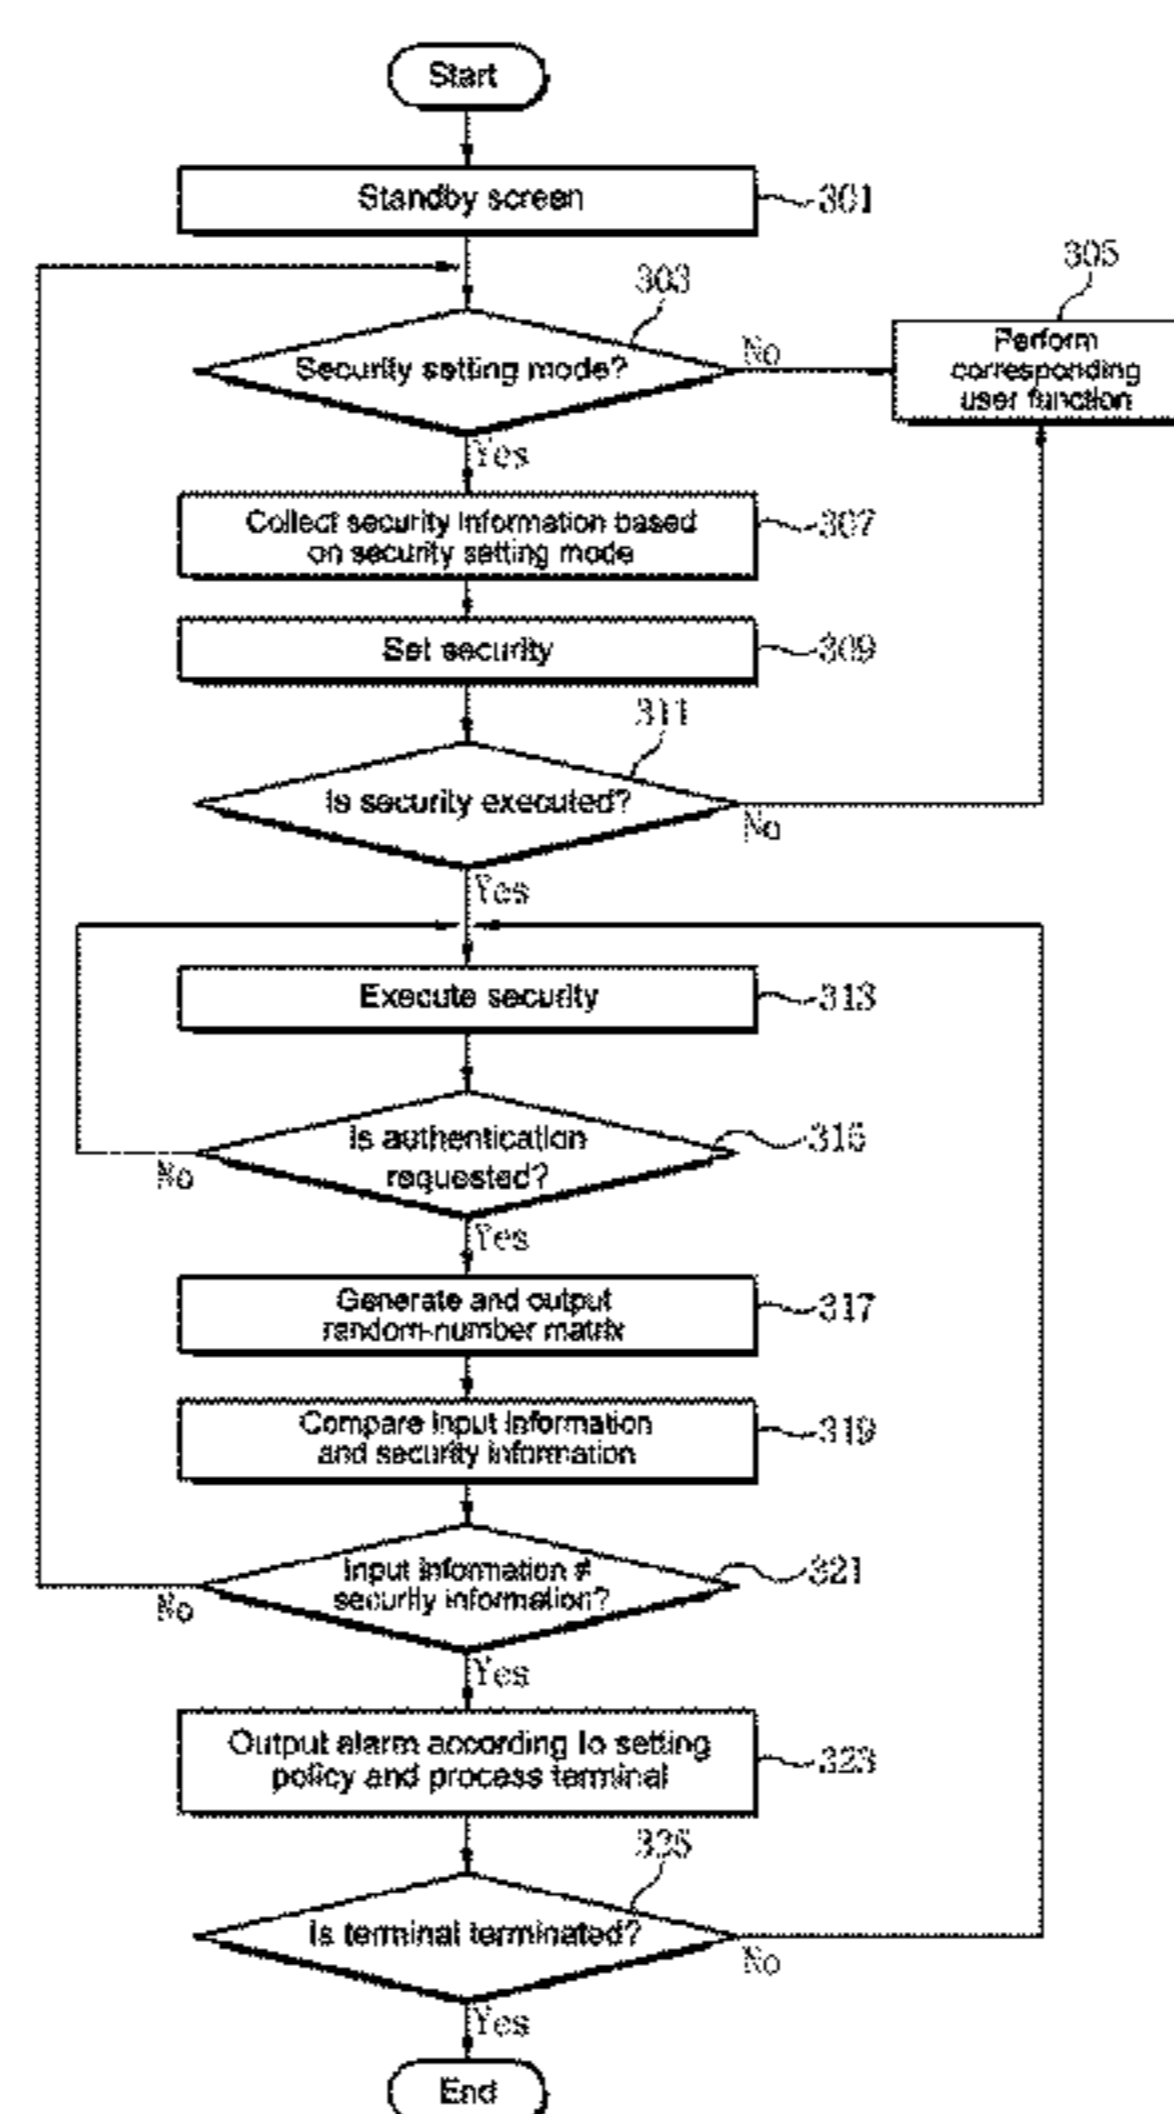 Start
Standby screen
301
303
305
Security setting mode?
No
Perform
corresponding
user function
Yes
Collect security information based
on security setting mode
307
Set security
309
311
Is security executed?
No
Yes
Execute security
313
Is authentication
requested?
315
No
Yes
Generate and output
random-number matrix
317
Compare input information
and security information
319
Input information ≠
security information?
321
No
Yes
Output alarm according to setting
policy and process terminal
323
325
Is terminal terminated?
No
Yes
End